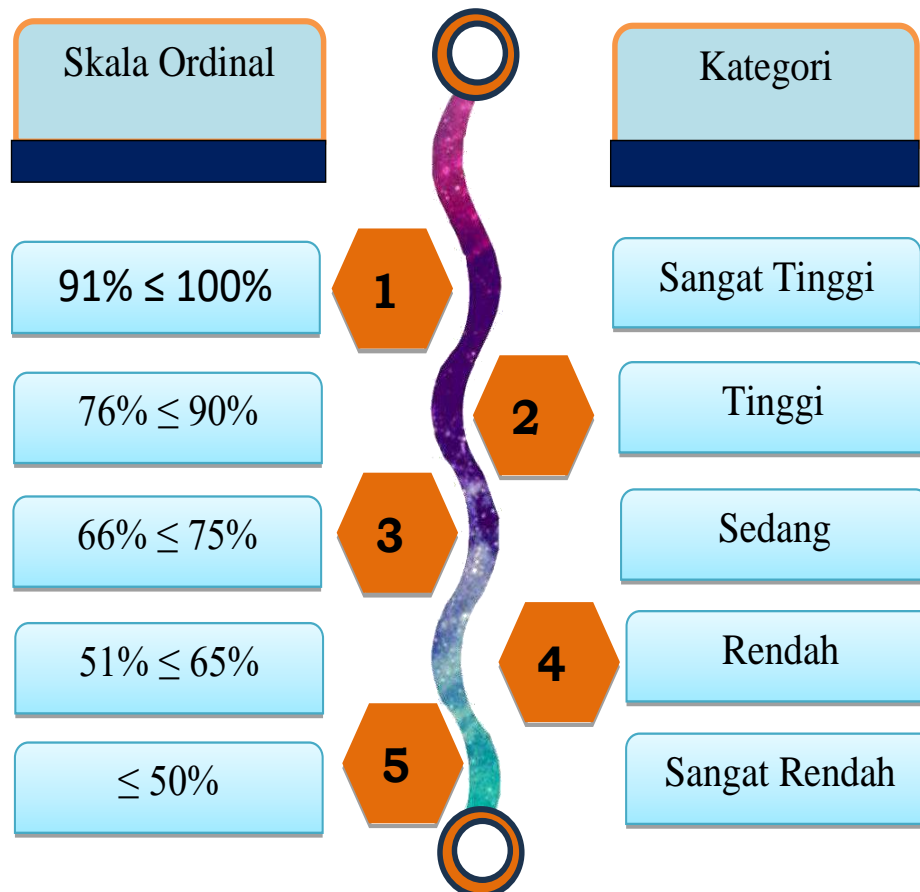 Skala Ordinal
Kategori
91% ≤ 100%
1
Sangat Tinggi
76% ≤ 90%
2
Tinggi
66% ≤ 75%
3
Sedang
51% ≤ 65%
4
Rendah
≤ 50%
5
Sangat Rendah